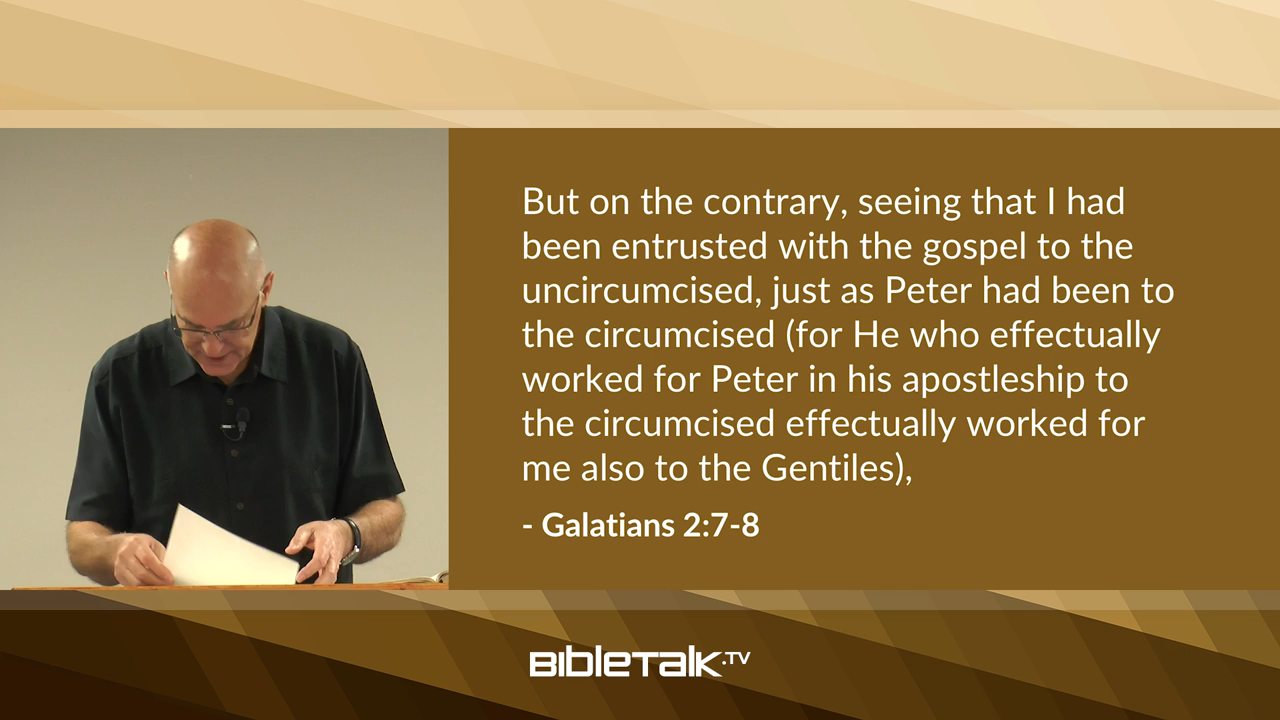 But on the contrary, seeing that I had
been entrusted with the gospel to the
uncircumcised, just as Peter had been to
the circumcised (for He who effectually
worked for Peter in his apostleship to
the circumcised effectually worked for
me also to the Gentiles),
- Galatians 2:7-8
BIBLETALK.TV